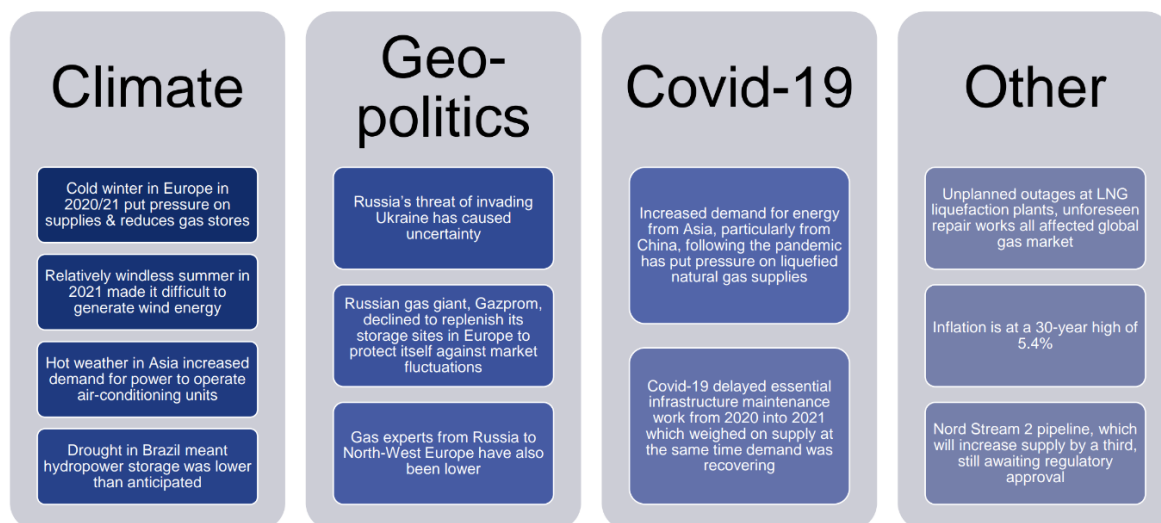 Climate
Cold winter in Europe in
2020/21 put pressure on
supplies & reduces gas stores
Relatively windless summer in
2021 made it difficult to
generate wind energy
Hot weather in Asia increased
demand for power to operate
air-conditioning units
Drought in Brazil meant
hydropower storage was lower
than anticipated
Geo-
politics
Russia's threat of invading
Ukraine has caused
uncertainty
Russian gas giant, Gazprom,
declined to replenish its
storage sites in Europe to
protect itself against market
fluctuations
Gas experts from Russia to
North-West Europe have also
been lower
Covid-19
Increased demand for energy
from Asia, particularly from
China, following the pandemic
has put pressure on liquefied
natural gas supplies
Covid-19 delayed essential
infrastructure maintenance
work from 2020 into 2021
which weighed on supply at
the same time demand was
recovering
Other
Unplanned outages at LNG
liquefaction plants, unforeseen
repair works all affected global
gas market
Inflation is at a 30-year high of
5.4%
Nord Stream 2 pipeline, which
will increase supply by a third,
still awaiting regulatory
approval